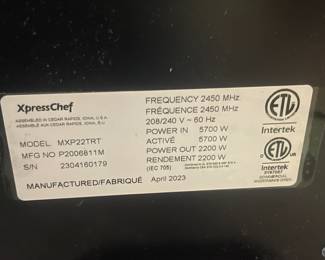 XpressChef
ASSEMBLED IN CEDAR RAPIDS, IOWA, U.S.A.
ASSEMBLÉ AUX CEDAR RAPIDS, IOWA, É-U.
MODEL: MXP22TRT
MFG NO P2006811M
S/N 2304160179
MANUFACTURED/FABRIQUÉ April 2023
FREQUENCY 2450 MHz
FRÉQUENCE 2450 MHz
208/240 V ~ 60 Hz
POWER IN 5700 W
ACTIVÉ 5700 W
POWER OUT 2200 W
RENDEMENT 2200 W
(IEC 705)
ETL
Intertek
ETL
Intertek
COMMERCIAL